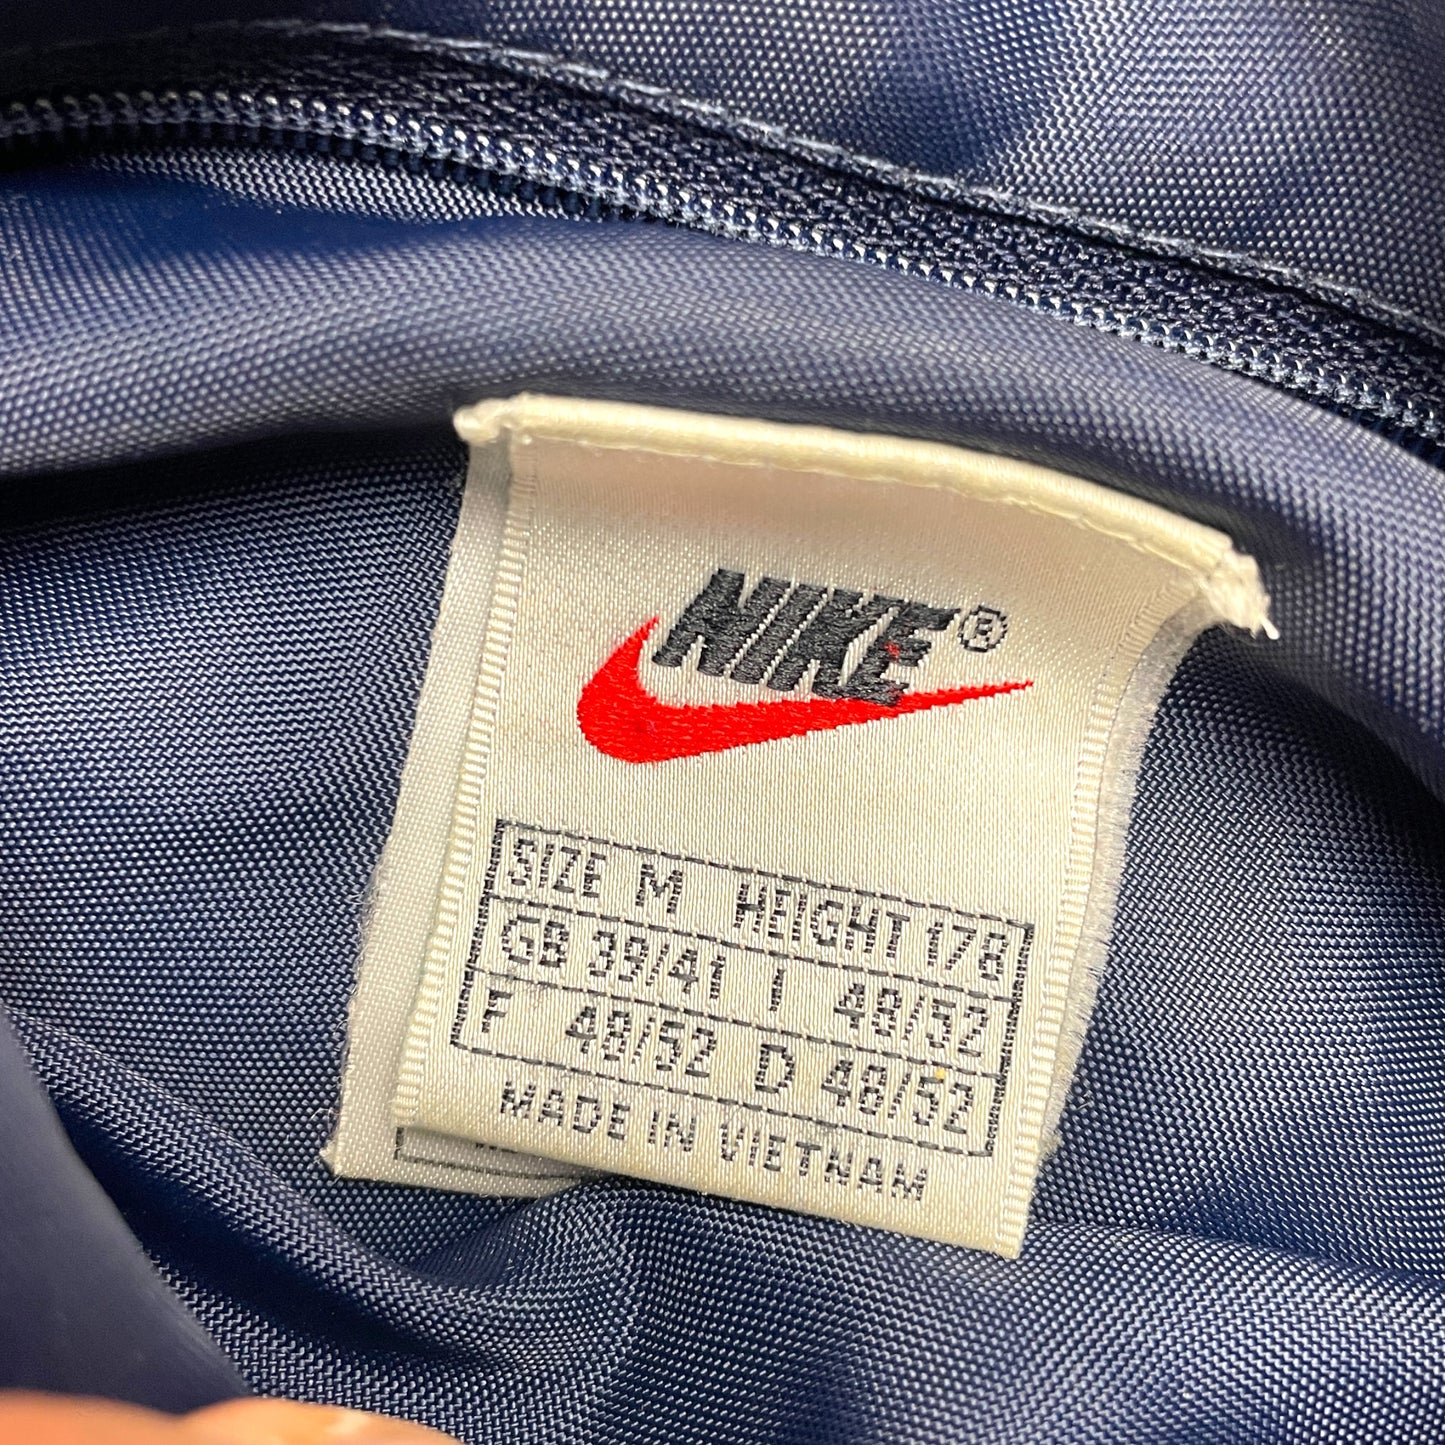 NIKE®
SIZE M HEIGHT 178
GB 39/41 I 48/52
F 48/52 D 48/52
MADE IN VIETNAM